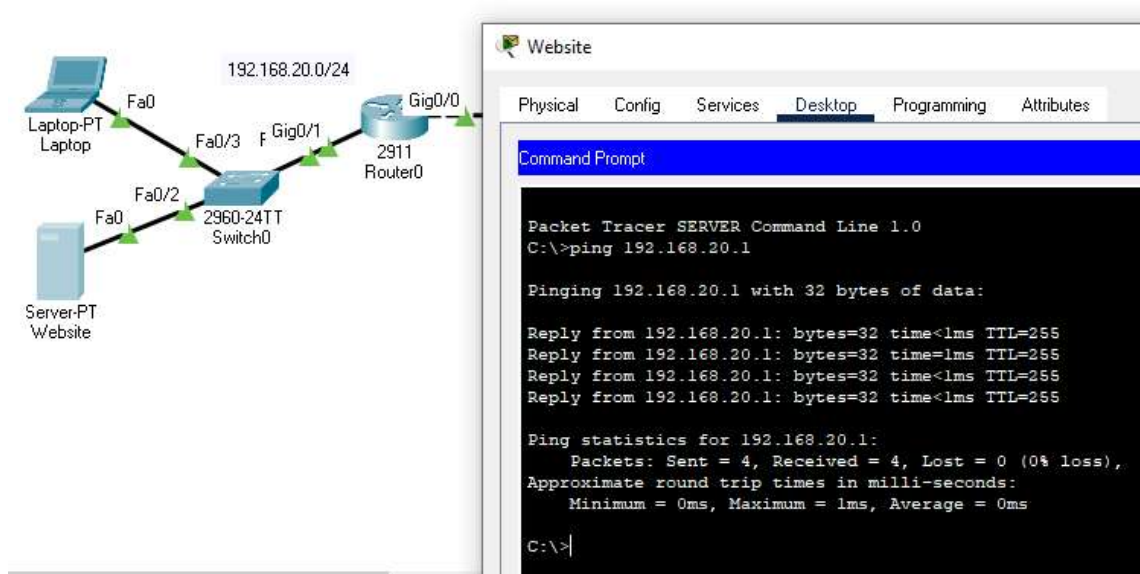 192.168.20.0/24
Fa0
Laptop-PT
Laptop
Fa0/3
F
Gig0/1
Gig0/0
2911
Router0
Fa0/2
Fa0
2960-24TT
Switch0
Server-PT
Website
Website
Physical Config Services Desktop Programming Attributes
Command Prompt
Packet Tracer SERVER Command Line 1.0
C:\>ping 192.168.20.1
Pinging 192.168.20.1 with 32 bytes of data:
Reply from 192.168.20.1: bytes=32 time<1ms TTL=255
Reply from 192.168.20.1: bytes=32 time=1ms TTL=255
Reply from 192.168.20.1: bytes=32 time<1ms TTL=255
Reply from 192.168.20.1: bytes=32 time<1ms TTL=255
Ping statistics for 192.168.20.1:
Packets: Sent = 4, Received = 4, Lost = 0 (0% loss),
Approximate round trip times in milli-seconds:
Minimum = 0ms, Maximum = 1ms, Average = 0ms
C:\>